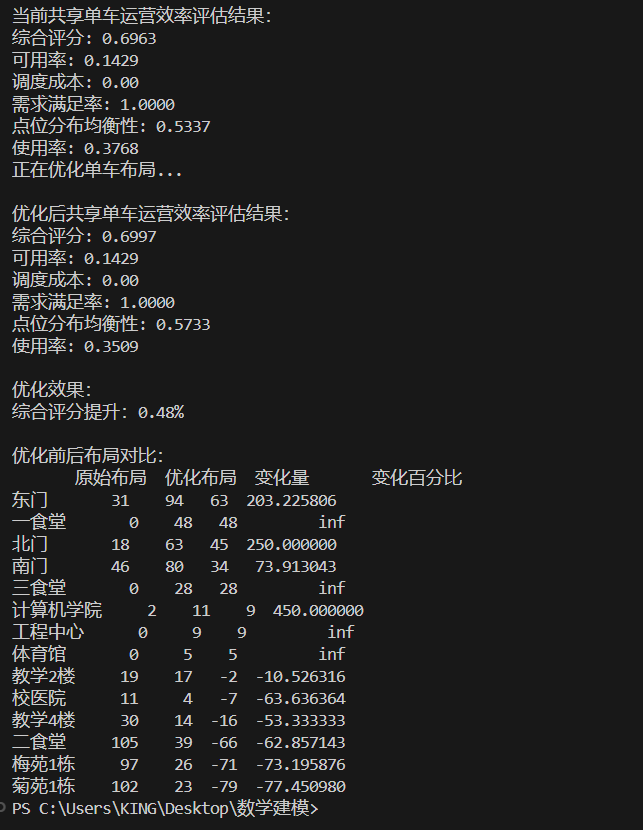 当前共享单车运营效率评估结果:
综合评分: 0.6963
可用率: 0.1429
调度成本: 0.00
需求满足率: 1.0000
点位分布均衡性: 0.5337
使用率: 0.3768
正在优化单车布局...
优化后共享单车运营效率评估结果:
综合评分: 0.6997
可用率: 0.1429
调度成本: 0.00
需求满足率: 1.0000
点位分布均衡性: 0.5733
使用率: 0.3509
优化效果:
综合评分提升: 0.48%
优化前后布局对比:
原始布局 优化布局 变化量 变化百分比
东门 31 94 63 203.225806
一食堂 0 48 48 inf
北门 18 63 45 250.000000
南门 46 80 34 73.913043
三食堂 0 28 28 inf
计算机学院 2 11 9 450.000000
工程中心 0 9 9 inf
体育馆 0 5 5 inf
教学2楼 19 17 -2 -10.526316
校医院 11 4 -7 -63.636364
教学4楼 30 14 -16 -53.333333
二食堂 105 39 -66 -62.857143
梅苑1栋 97 26 -71 -73.195876
菊苑1栋 102 23 -79 -77.450980
PS C:\Users\KING\Desktop\数学建模>